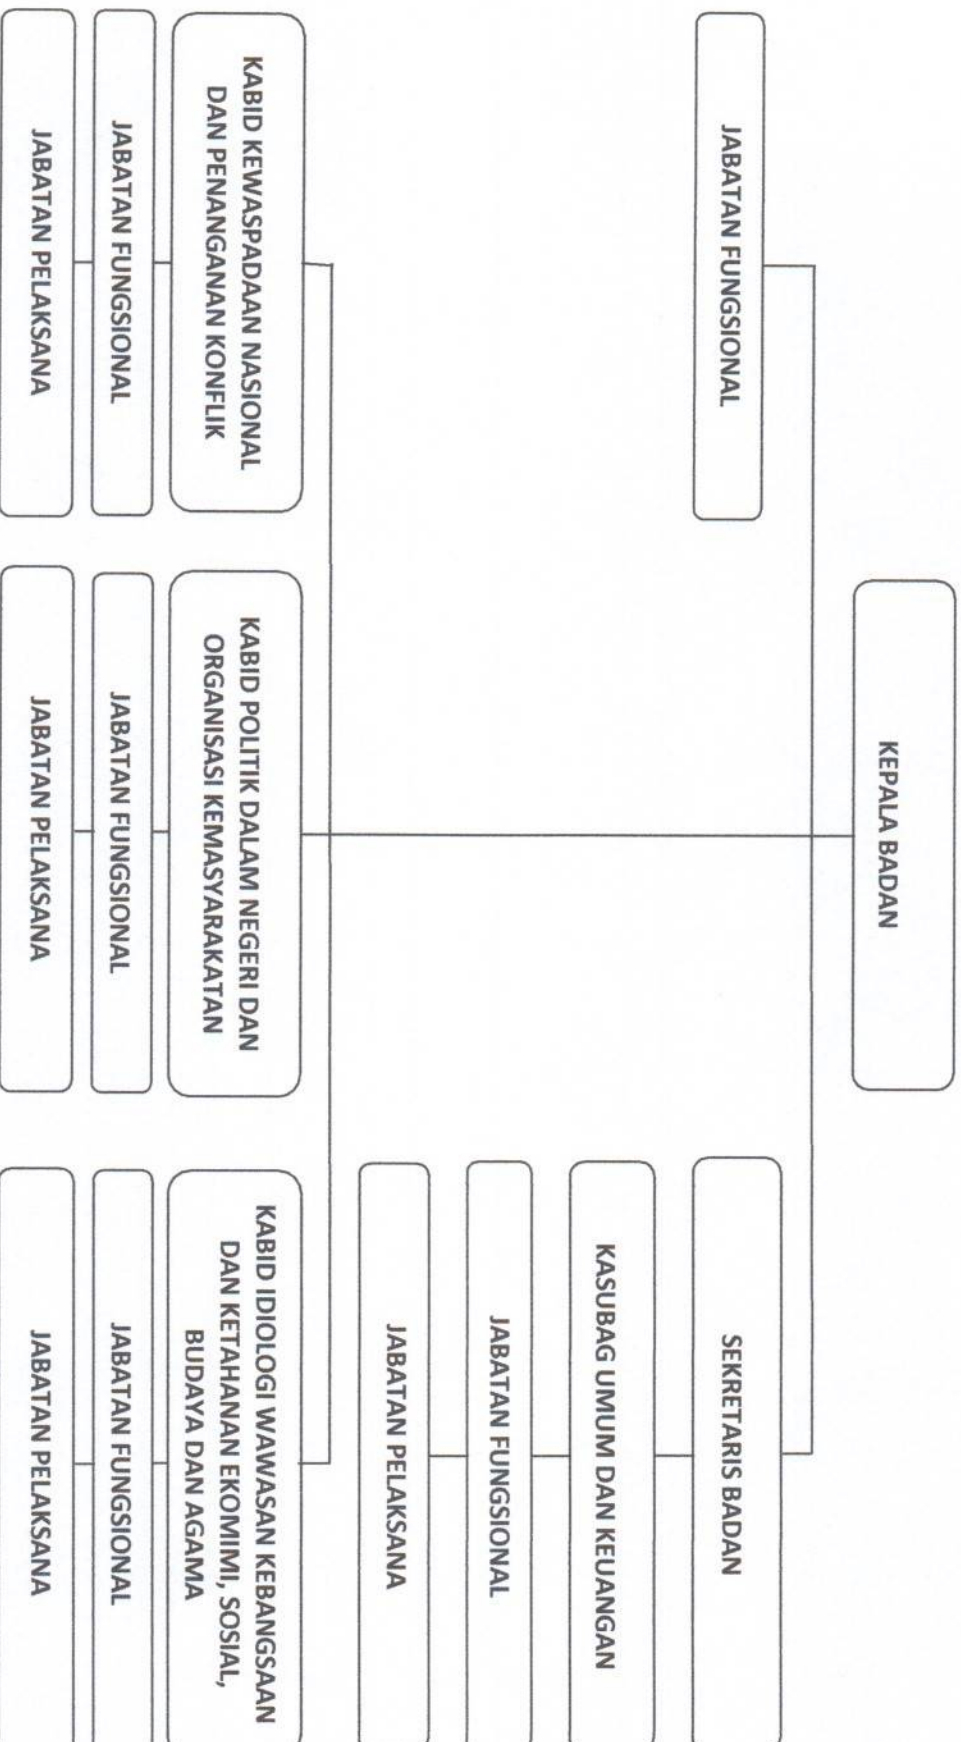 KEPALA BADAN
JABATAN FUNGSIONAL
SEKRETARIS BADAN
KASUBAG UMUM DAN KEUANGAN
JABATAN FUNGSIONAL
JABATAN PELAKSANA
KABID KEWASPADAAN NASIONAL
DAN PENANGANAN KONFLIK
JABATAN FUNGSIONAL
JABATAN PELAKSANA
KABID POLITIK DALAM NEGERI DAN
ORGANISASI KEMASYARAKATAN
JABATAN FUNGSIONAL
JABATAN PELAKSANA
KABID IDIOLOGI WAWASAN KEBANGSAAN
DAN KETAHANAN EKOMIMI, SOSIAL,
BUDAYA DAN AGAMA
JABATAN FUNGSIONAL
JABATAN PELAKSANA